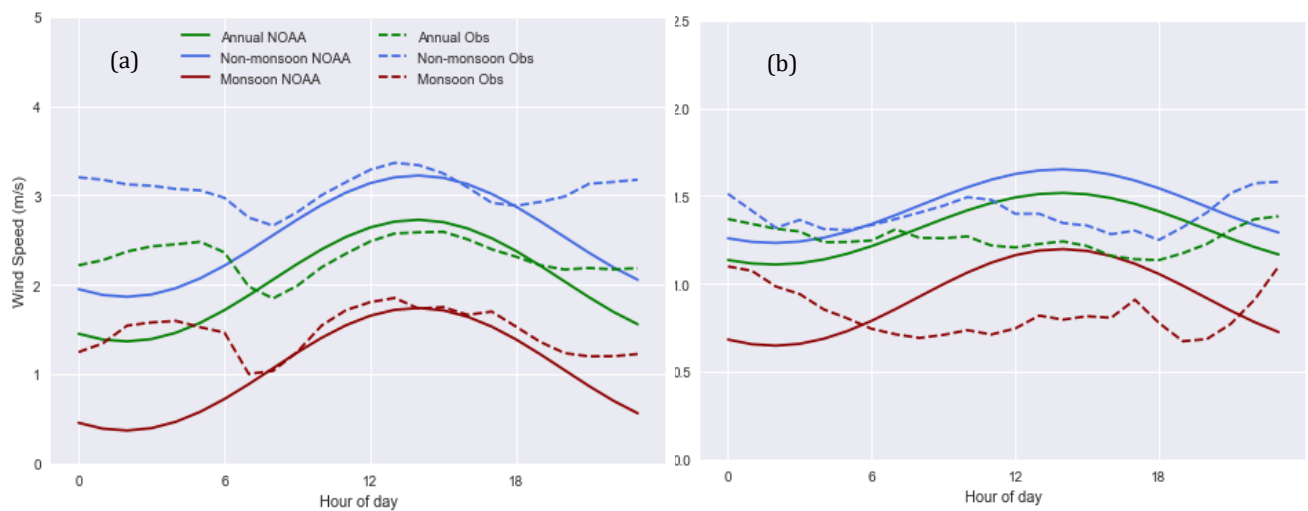 (a)
Annual NOAA
Non-monsoon NOAA
Monsoon NOAA
Annual Obs
Non-monsoon Obs
Monsoon Obs
Wind Speed (m/s)
5
4
3
2
1
0
0 6 12 18
Hour of day
(b)
2.5
2.0
1.5
1.0
0.5
0.0
0 6 12 18
Hour of day